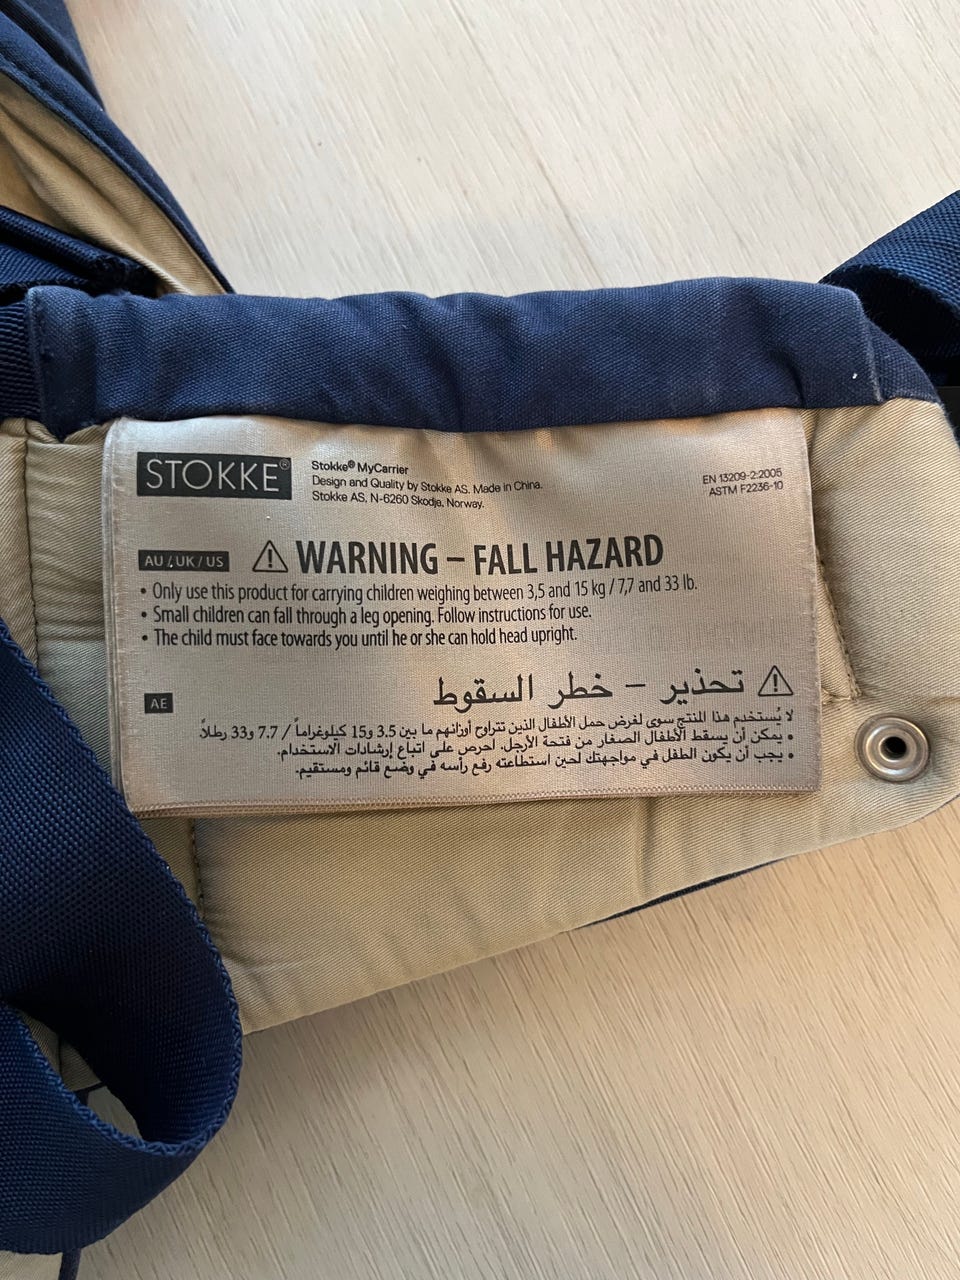 STOKKE®
Stokke® MyCarrier
Design and Quality by Stokke AS. Made in China.
Stokke AS, N-6260 Skodje, Norway.
EN 13209-2:2005
ASTM F2236-10
AU / UK / US
WARNING – FALL HAZARD
• Only use this product for carrying children weighing between 3,5 and 15 kg / 7,7 and 33 lb.
• Small children can fall through a leg opening. Follow instructions for use.
• The child must face towards you until he or she can hold head upright.
AE
تحذير – خطر السقوط
لا يُستخدم هذا المنتج سوى لغرض حمل الأطفال الذين تتراوح أوزانهم ما بين 3.5 و15 كيلوغراماً / 7.7 و33 رطلاً.
• يمكن أن يسقط الأطفال الصغار من فتحة الأرجل. احرص على اتباع إرشادات الاستخدام.
• يجب أن يكون الطفل في مواجهتك لحين استطاعته رفع رأسه في وضع قائم ومستقيم.